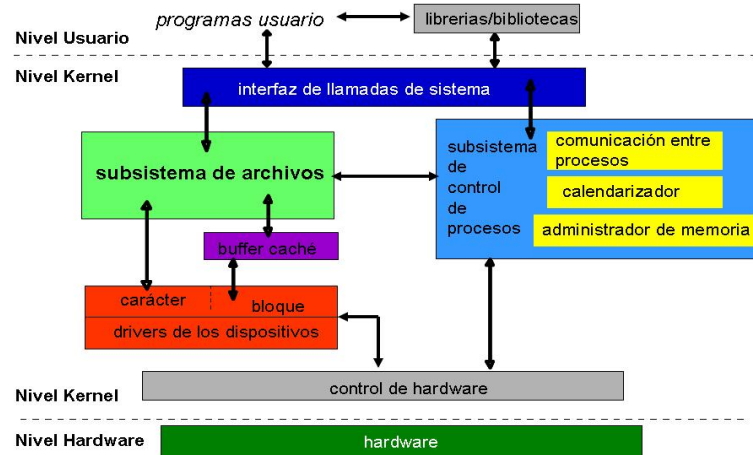 programas usuario
librerias/bibliotecas
Nivel Usuario
Nivel Kernel
interfaz de llamadas de sistema
subsistema de archivos
subsistema
de
control
de
procesos
comunicación entre
procesos
calendarizador
administrador de memoria
buffer caché
carácter
bloque
drivers de los dispositivos
Nivel Kernel
control de hardware
Nivel Hardware
hardware